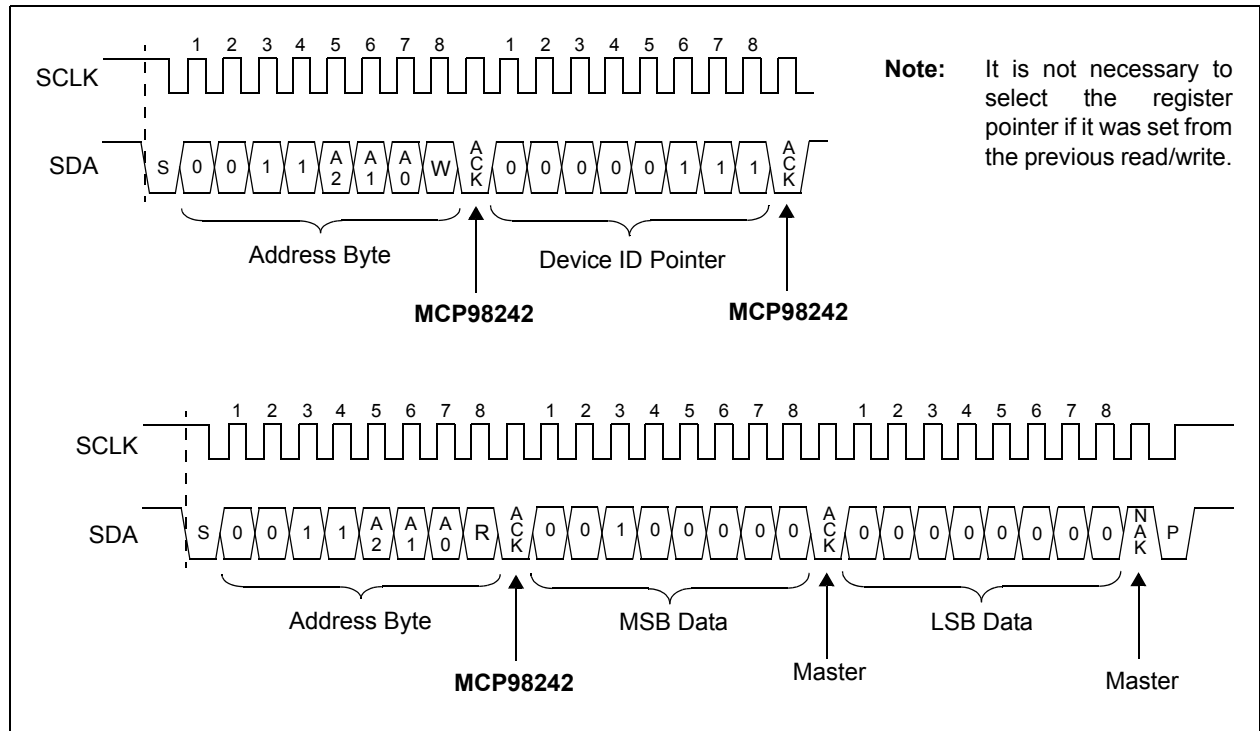 1 2 3 4 5 6 7 8 1 2 3 4 5 6 7 8
SCLK
SDA
S 0 0 1 1 A2 A1 A0 W ACK 0 0 0 0 0 1 1 1 ACK
Address Byte Device ID Pointer
MCP98242 MCP98242
Note: It is not necessary to
select the register
pointer if it was set from
the previous read/write.
1 2 3 4 5 6 7 8 1 2 3 4 5 6 7 8 1 2 3 4 5 6 7 8
SCLK
SDA
S 0 0 1 1 A2 A1 A0 R ACK 0 0 1 0 0 0 0 0 ACK 0 0 0 0 0 0 0 0 NAK P
Address Byte MSB Data LSB Data
MCP98242 Master Master